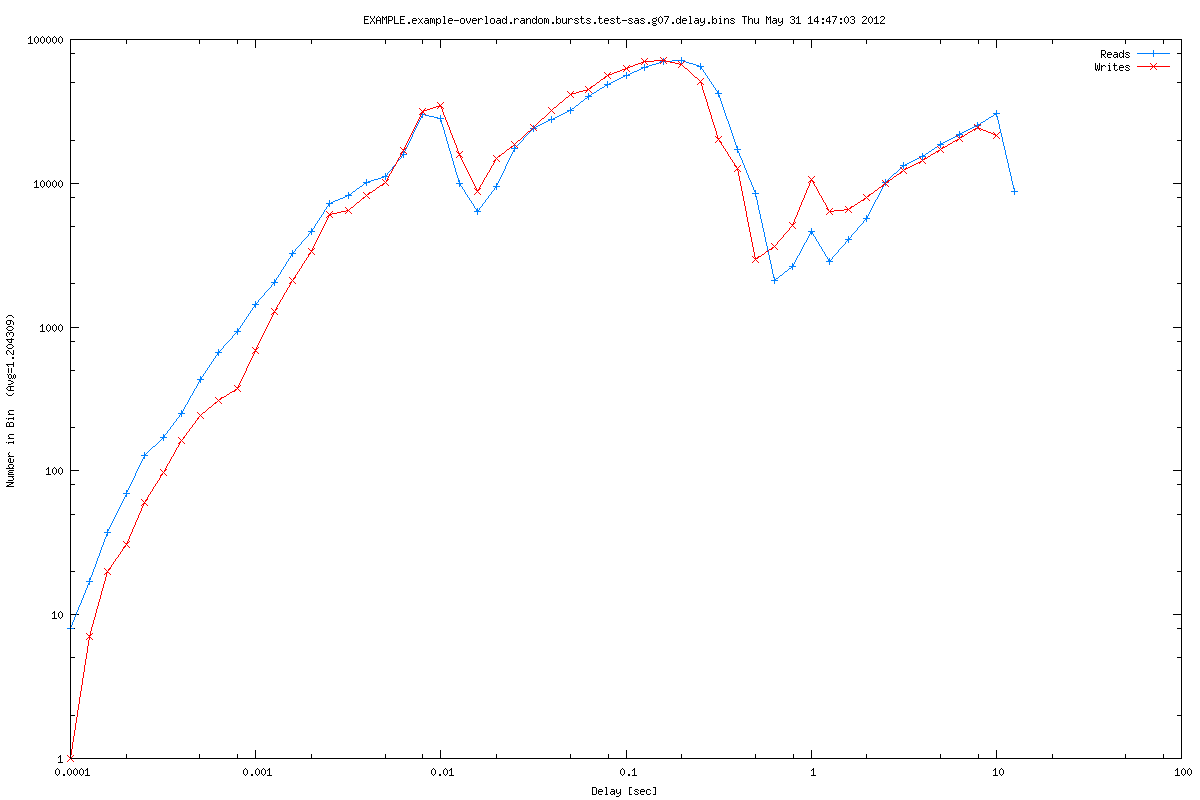 EXAMPLE.example-overload.random.bursts.test-sas.g07.delay.bins Thu May 31 14:47:03 2012
Reads
Writes
100000
10000
1000
100
10
1
Number in Bin (Avg=1.204309)
0.0001 0.001 0.01 0.1 1 10 100
Delay [sec]